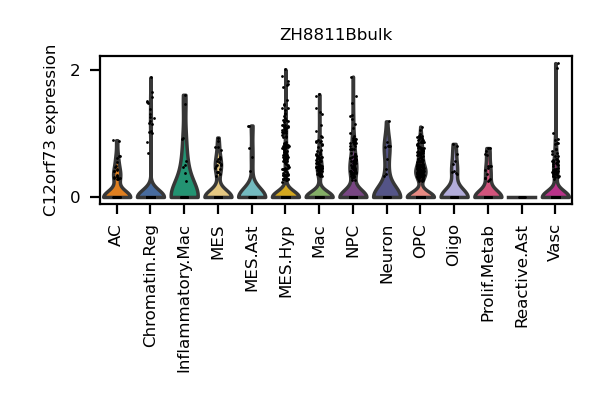 ZH8811Bbulk
C12orf73 expression
2
0
AC
Chromatin.Reg
Inflammatory.Mac
MES
MES.Ast
MES.Hyp
Mac
NPC
Neuron
OPC
Oligo
Prolif.Metab
Reactive.Ast
Vasc